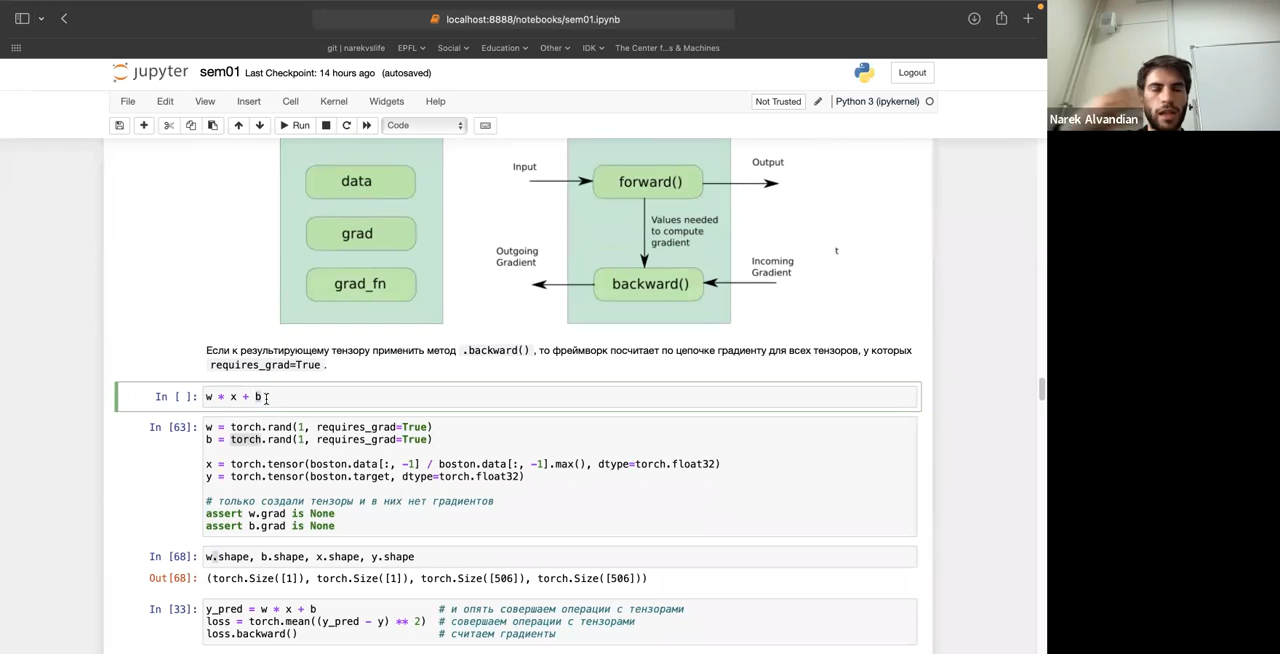 localhost:8888/notebooks/sem01.ipynb
git | narekvslife EPFL Social Education Other IDK The Center f...s & Machines
jupyter sem01 Last Checkpoint: 14 hours ago (autosaved)
Logout
File Edit View Insert Cell Kernel Widgets Help
Not Trusted
Python 3 (ipykernel)
Run
Code
Narek Alvandian
data
grad
grad_fn
Input
forward()
Output
Values needed
to compute
gradient
Outgoing
Gradient
backward()
Incoming
Gradient
t
Если к результирующему тензору применить метод .backward() , то фреймворк посчитает по цепочке градиенту для всех тензоров, у которых
requires_grad=True .
In [ ]: w * x + b
In [63]: w = torch.rand(1, requires_grad=True)
b = torch.rand(1, requires_grad=True)
x = torch.tensor(boston.data[:, -1] / boston.data[:, -1].max(), dtype=torch.float32)
y = torch.tensor(boston.target, dtype=torch.float32)
# только создали тензоры и в них нет градиентов
assert w.grad is None
assert b.grad is None
In [68]: w.shape, b.shape, x.shape, y.shape
Out[68]: (torch.Size([1]), torch.Size([1]), torch.Size([506]), torch.Size([506]))
In [33]: y_pred = w * x + b # и опять совершаем операции с тензорами
loss = torch.mean((y_pred - y) ** 2) # совершаем операции с тензорами
loss.backward() # считаем градиенты